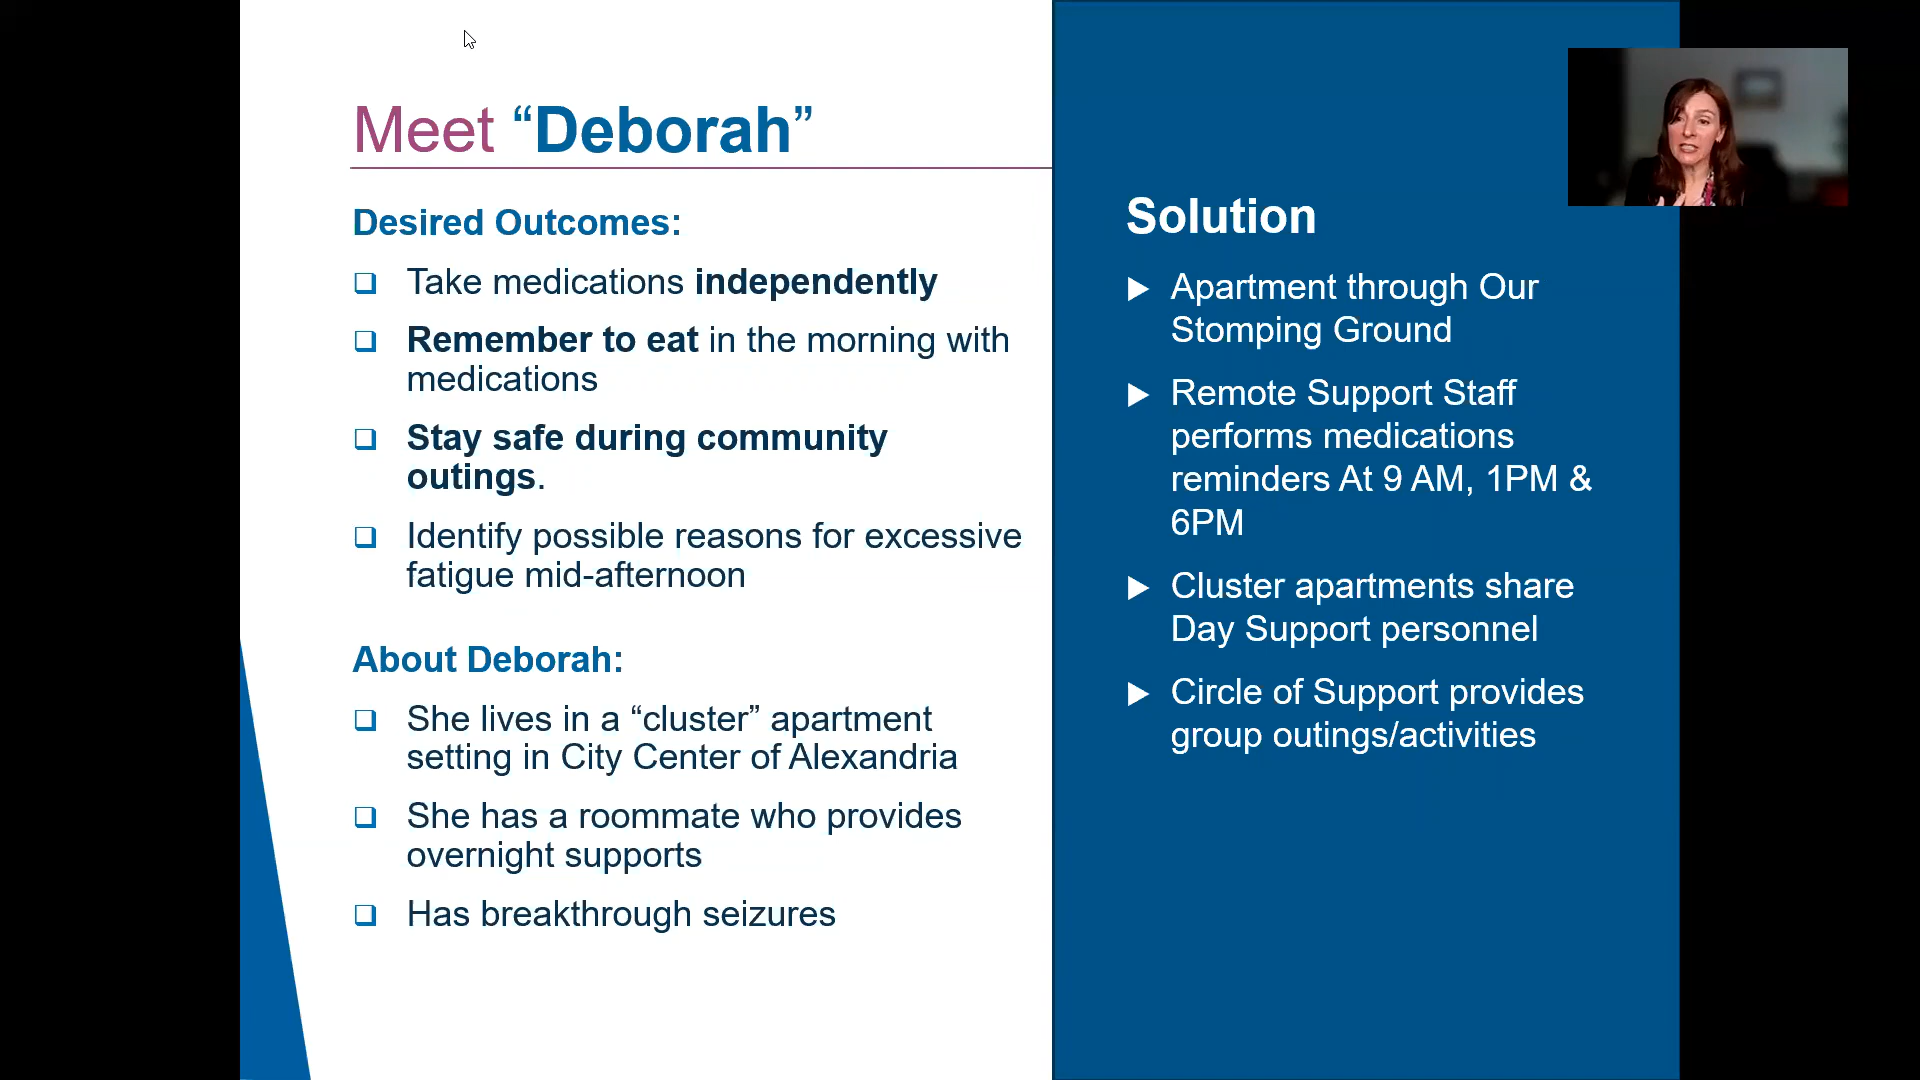 Meet “Deborah”
Desired Outcomes:
Take medications independently
Remember to eat in the morning with
medications
Stay safe during community
outings.
Identify possible reasons for excessive
fatigue mid-afternoon
About Deborah:
She lives in a “cluster” apartment
setting in City Center of Alexandria
She has a roommate who provides
overnight supports
Has breakthrough seizures
Solution
Apartment through Our
Stomping Ground
Remote Support Staff
performs medications
reminders At 9 AM, 1PM &
6PM
Cluster apartments share
Day Support personnel
Circle of Support provides
group outings/activities